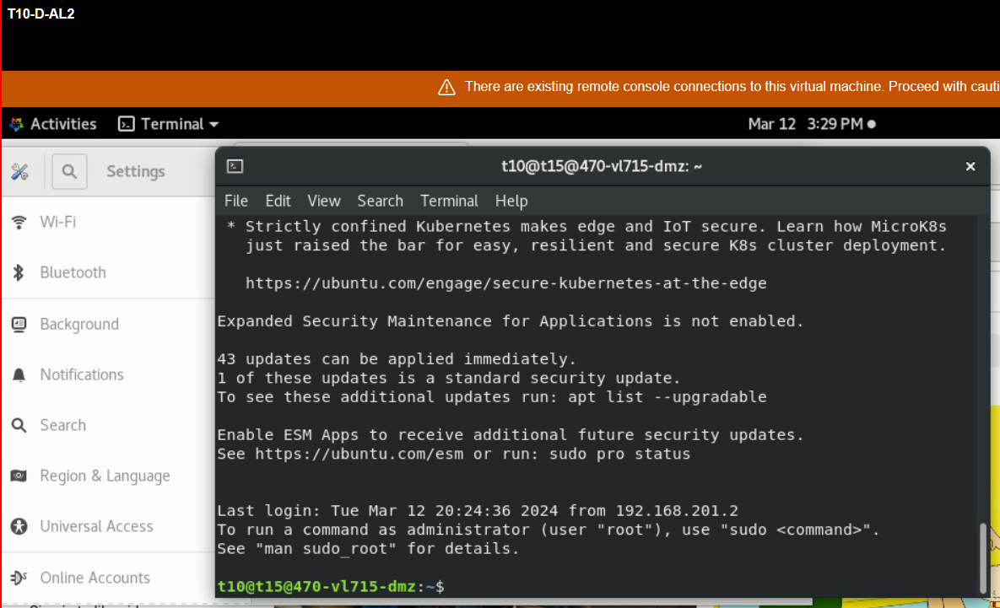 T10-D-AL2
There are existing remote console connections to this virtual machine. Proceed with cauti
Activities Terminal Mar 12 3:29 PM
Settings
Wi-Fi
Bluetooth
Background
Notifications
Search
Region & Language
Universal Access
Online Accounts
t10@t15@470-vl715-dmz: ~
File Edit View Search Terminal Help
* Strictly confined Kubernetes makes edge and IoT secure. Learn how MicroK8s
just raised the bar for easy, resilient and secure K8s cluster deployment.
https://ubuntu.com/engage/secure-kubernetes-at-the-edge
Expanded Security Maintenance for Applications is not enabled.
43 updates can be applied immediately.
1 of these updates is a standard security update.
To see these additional updates run: apt list --upgradable
Enable ESM Apps to receive additional future security updates.
See https://ubuntu.com/esm or run: sudo pro status
Last login: Tue Mar 12 20:24:36 2024 from 192.168.201.2
To run a command as administrator (user "root"), use "sudo <command>".
See "man sudo_root" for details.
t10@t15@470-vl715-dmz:~$